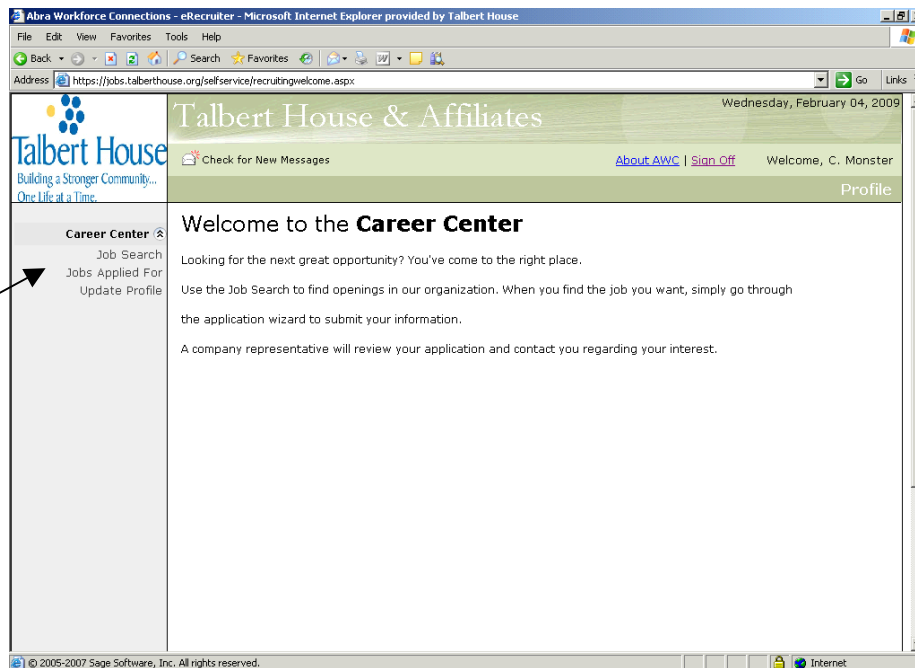 Abra Workforce Connections - eRecruiter - Microsoft Internet Explorer provided by Talbert House
File Edit View Favorites Tools Help
Back Search Favorites
Address https://jobs.talberthouse.org/selfservice/recruitingwelcome.aspx Go Links
Talbert House
Building a Stronger Community...
One Life at a Time.
Talbert House & Affiliates
Wednesday, February 04, 2009
Check for New Messages
About AWC | Sign Off Welcome, C. Monster
Profile
Career Center
Job Search
Jobs Applied For
Update Profile
Welcome to the Career Center
Looking for the next great opportunity? You've come to the right place.
Use the Job Search to find openings in our organization. When you find the job you want, simply go through
the application wizard to submit your information.
A company representative will review your application and contact you regarding your interest.
© 2005-2007 Sage Software, Inc. All rights reserved.
Internet